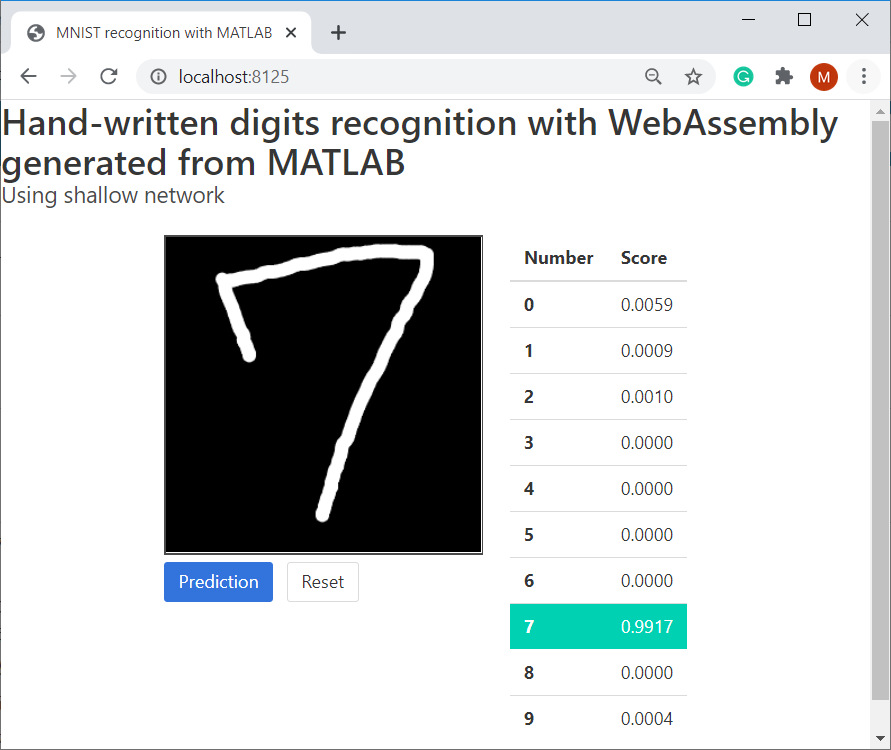 MNIST recognition with MATLAB
localhost:8125
M
Hand-written digits recognition with WebAssembly
generated from MATLAB
Using shallow network
7
Prediction Reset
Number Score
0 0.0059
1 0.0009
2 0.0010
3 0.0000
4 0.0000
5 0.0000
6 0.0000
7 0.9917
8 0.0000
9 0.0004